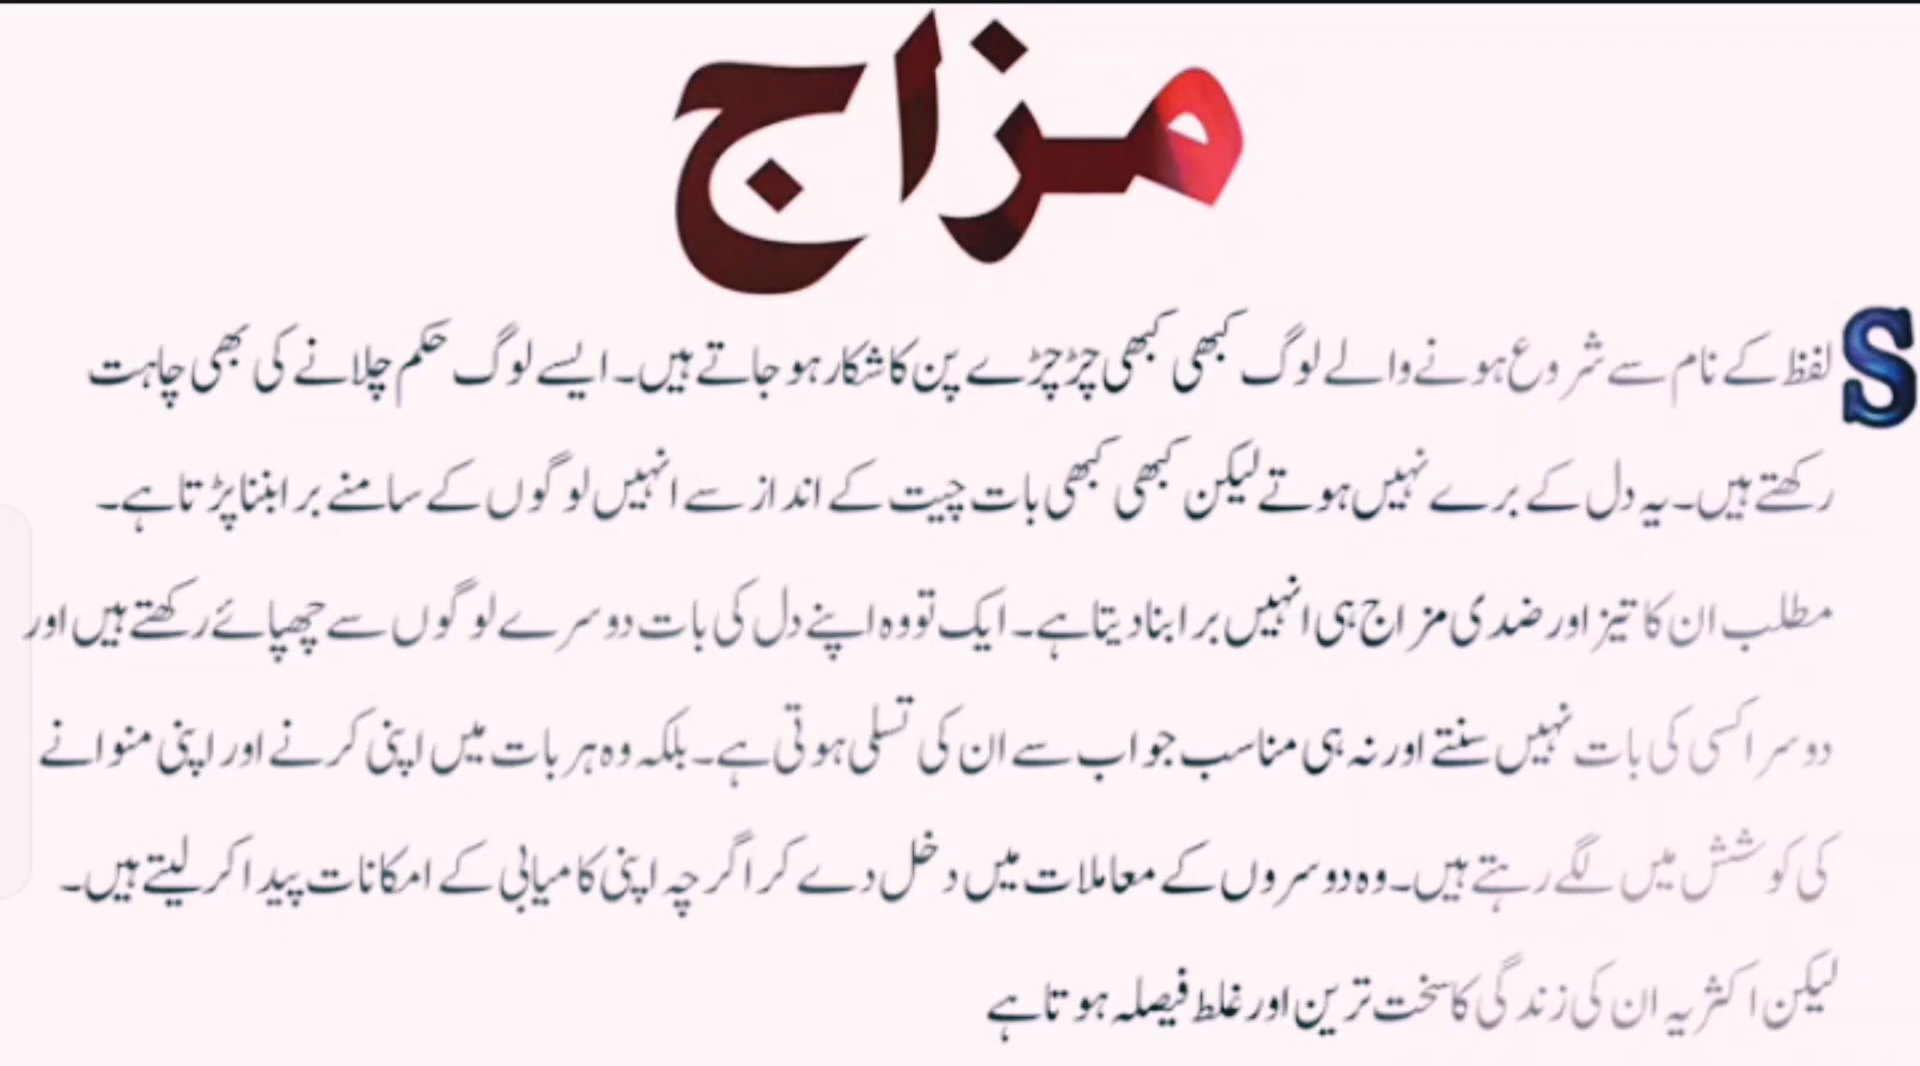 مزاج
S لفظ کے نام سے شروع ہونے والے لوگ کبھی کبھی چڑچڑے پن کا شکار ہو جاتے ہیں۔ ایسے لوگ حکم چلانے کی بھی چاہت
رکھتے ہیں۔ یہ دل کے برے نہیں ہوتے لیکن کبھی کبھی بات چیت کے انداز سے انہیں لوگوں کے سامنے برا بننا پڑتا ہے۔
مطلب ان کا تیز اور ضدی مزاج ہی انہیں برا بنا دیتا ہے۔ ایک تو وہ اپنے دل کی بات دوسرے لوگوں سے چھپائے رکھتے ہیں اور
دوسرا کسی کی بات نہیں سنتے اور نہ ہی مناسب جواب سے ان کی تسلی ہوتی ہے۔ بلکہ وہ ہر بات میں اپنی کرنے اور اپنی منوانے
کی کوشش میں لگے رہتے ہیں۔ وہ دوسروں کے معاملات میں دخل دے کر اگرچہ اپنی کامیابی کے امکانات پیدا کر لیتے ہیں۔
لیکن اکثر یہ ان کی زندگی کا سخت ترین اور غلط فیصلہ ہوتا ہے